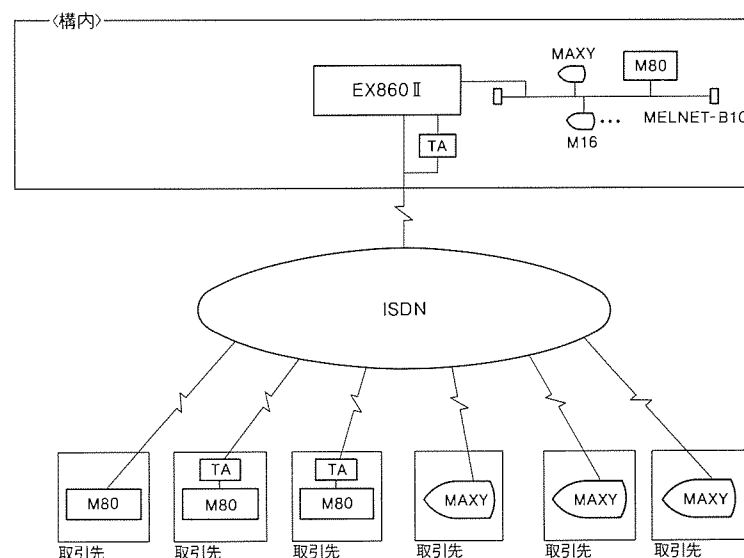 〈構内〉
MAXY
M80
EX860Ⅱ
TA
M16
…
MELNET-B10
ISDN
TA
TA
M80
M80
M80
MAXY
MAXY
MAXY
取引先
取引先
取引先
取引先
取引先
取引先